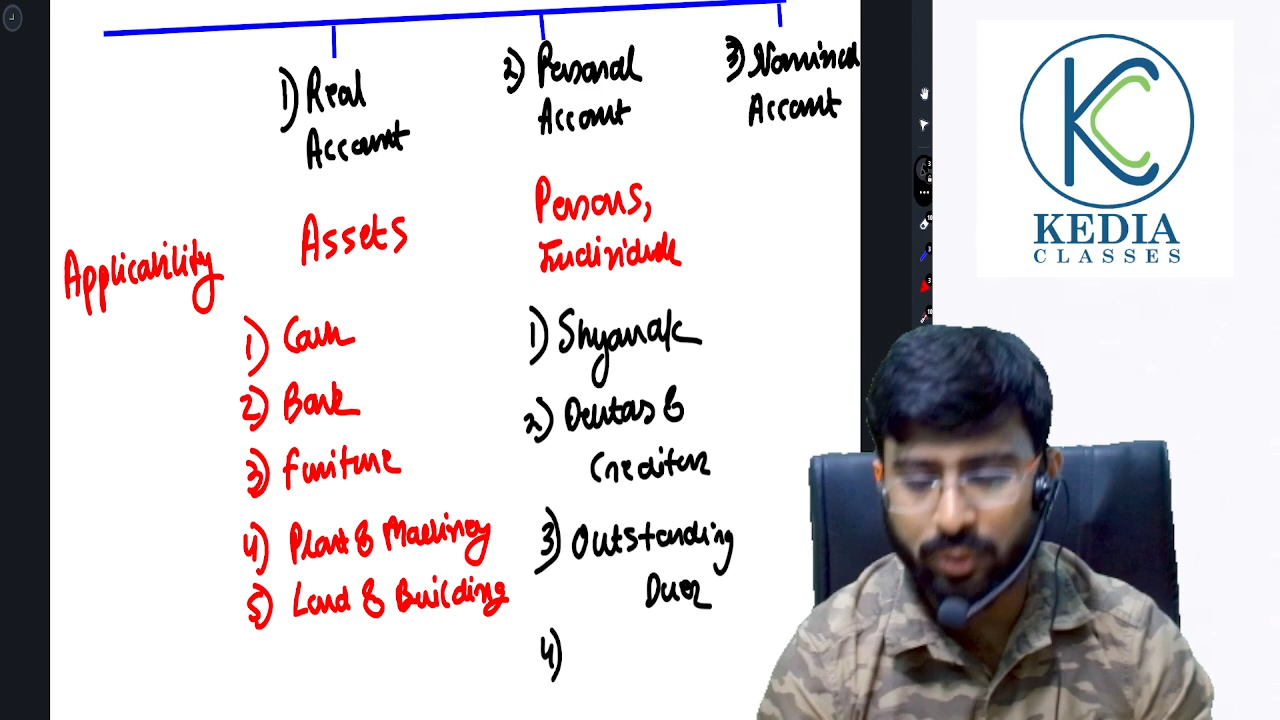 1) Real
Account
2) Personal
Account
3) Nominal
Account
Applicability
Assets
Persons,
Individuals
1) Cash
2) Bank
3) Furniture
4) Plant & Machinery
5) Land & Building
1)
2) Debtors &
Creditors
3) Outstanding
Dues
4)
KC
KEDIA
CLASSES